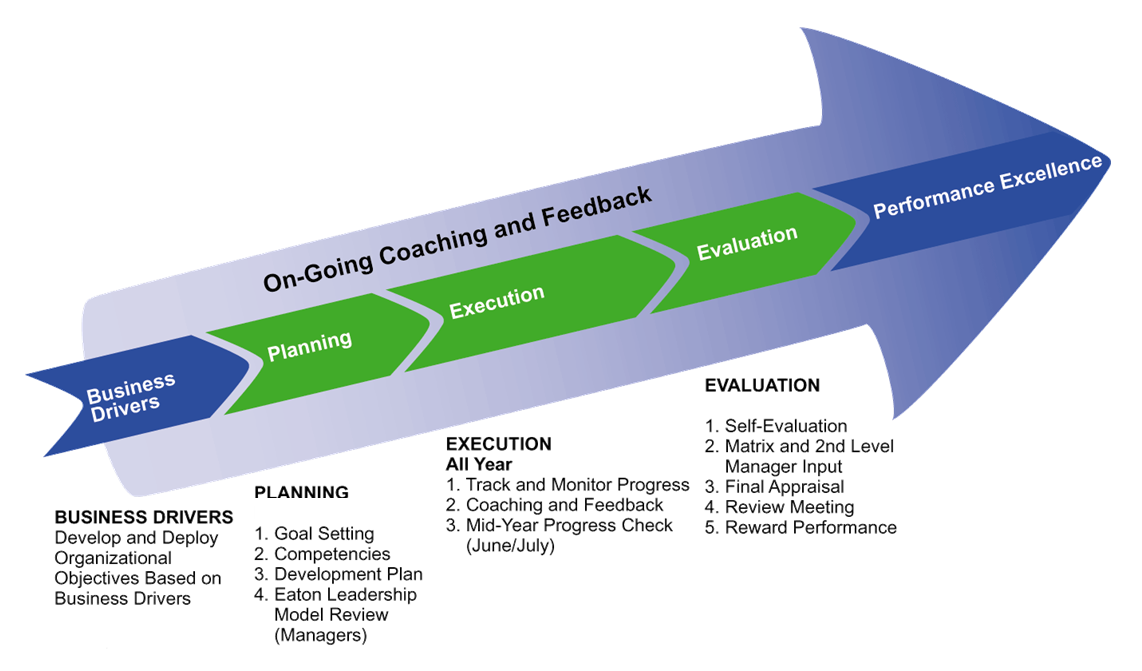 On-Going Coaching and Feedback
Business
Drivers
Planning
Execution
Evaluation
Performance Excellence
BUSINESS DRIVERS
Develop and Deploy
Organizational
Objectives Based on
Business Drivers
PLANNING
1. Goal Setting
2. Competencies
3. Development Plan
4. Eaton Leadership
Model Review
(Managers)
EXECUTION
All Year
1. Track and Monitor Progress
2. Coaching and Feedback
3. Mid-Year Progress Check
(June/July)
EVALUATION
1. Self-Evaluation
2. Matrix and 2nd Level
Manager Input
3. Final Appraisal
4. Review Meeting
5. Reward Performance